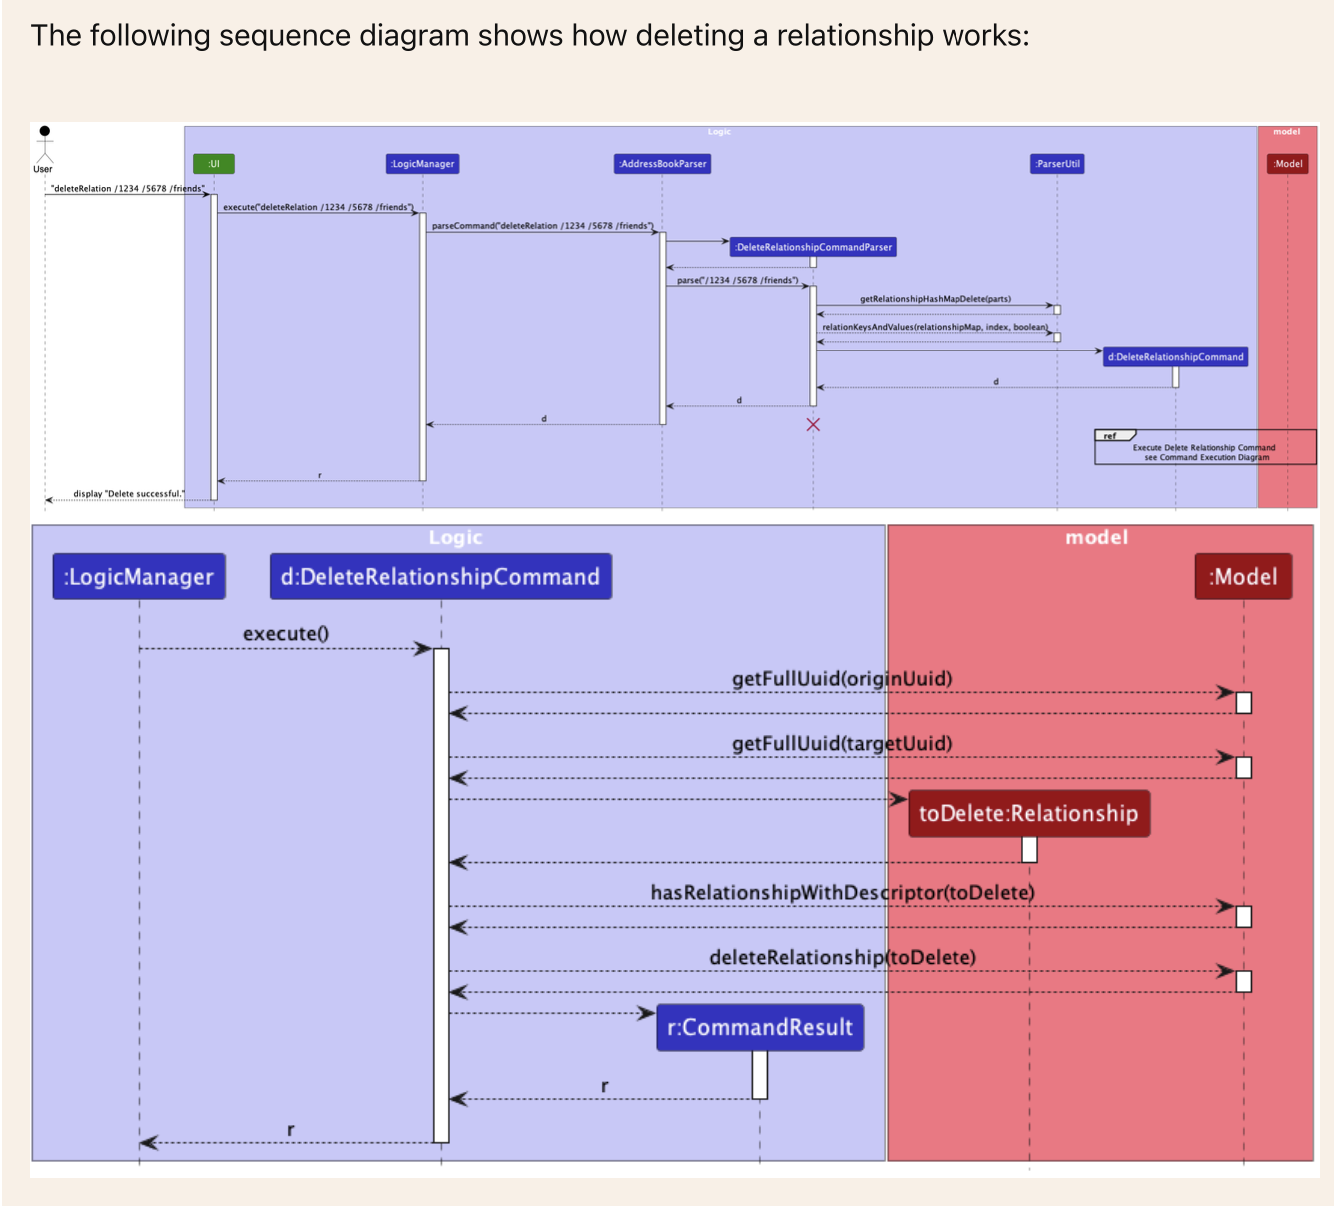 The following sequence diagram shows how deleting a relationship works:
Logic
model
User
:UI
:LogicManager
:AddressBookParser
:ParserUtil
:Model
"deleteRelation /1234 /5678 /friends"
execute("deleteRelation /1234 /5678 /friends")
parseCommand("deleteRelation /1234 /5678 /friends")
:DeleteRelationshipCommandParser
parse("/1234 /5678 /friends")
getRelationshipHashMapDelete(parts)
relationKeysAndValues(relationshipMap, index, boolean)
d:DeleteRelationshipCommand
d
d
d
ref
Execute Delete Relationship Command
see Command Execution Diagram
r
display "Delete successful."
Logic
model
:LogicManager
d:DeleteRelationshipCommand
:Model
execute()
getFullUuid(originUuid)
getFullUuid(targetUuid)
toDelete:Relationship
hasRelationshipWithDescriptor(toDelete)
deleteRelationship(toDelete)
r:CommandResult
r
r